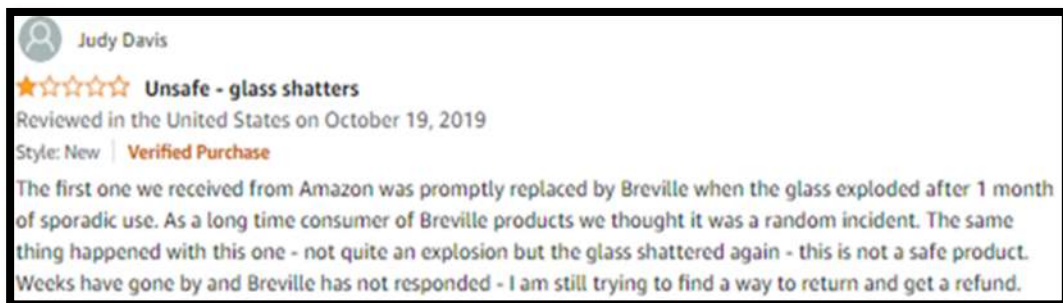 Judy Davis
Unsafe - glass shatters
Reviewed in the United States on October 19, 2019
Style: New | Verified Purchase
The first one we received from Amazon was promptly replaced by Breville when the glass exploded after 1 month
of sporadic use. As a long time consumer of Breville products we thought it was a random incident. The same
thing happened with this one - not quite an explosion but the glass shattered again - this is not a safe product.
Weeks have gone by and Breville has not responded - I am still trying to find a way to return and get a refund.